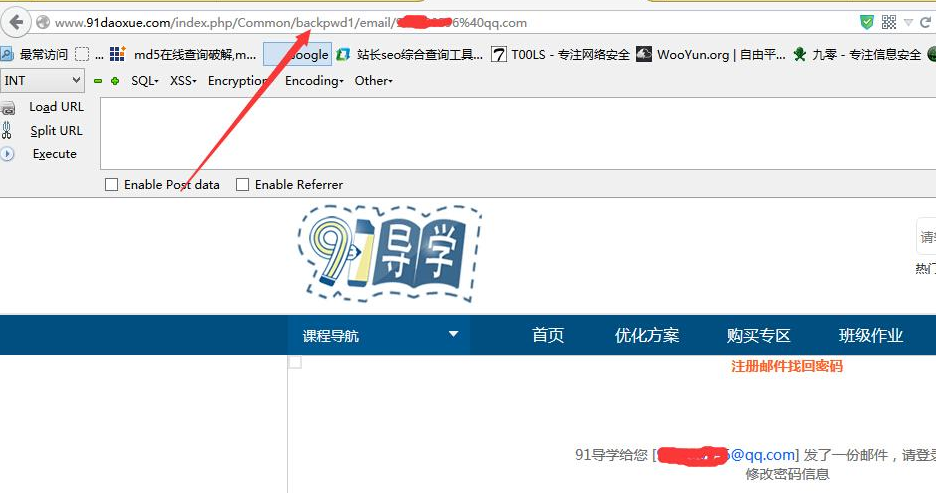 www.91daoxue.com/index.php/Common/backpwd1/email/ 6%40qq.com
最常访问 ... md5在线查询破解,m... Google 站长seo综合查询工具... T00LS - 专注网络安全 WooYun.org | 自由平... 九零 - 专注信息安全
INT SQL XSS Encryption Encoding Other
Load URL
Split URL
Execute
Enable Post data Enable Referrer
91导学
请
热门
课程导航 首页 优化方案 购买专区 班级作业
注册邮件找回密码
91导学给您 [ 6@qq.com] 发了一份邮件，请登录
修改密码信息